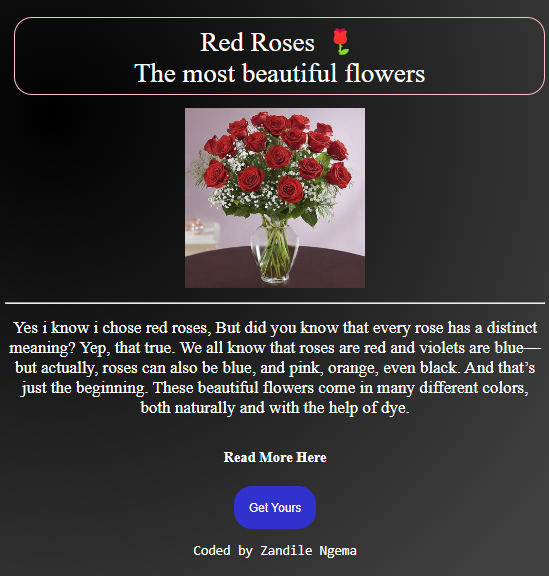 Red Roses 🌹
The most beautiful flowers
Yes i know i chose red roses, But did you know that every rose has a distinct
meaning? Yep, that true. We all know that roses are red and violets are blue—
but actually, roses can also be blue, and pink, orange, even black. And that’s
just the beginning. These beautiful flowers come in many different colors,
both naturally and with the help of dye.
Read More Here
Get Yours
Coded by Zandile Ngema